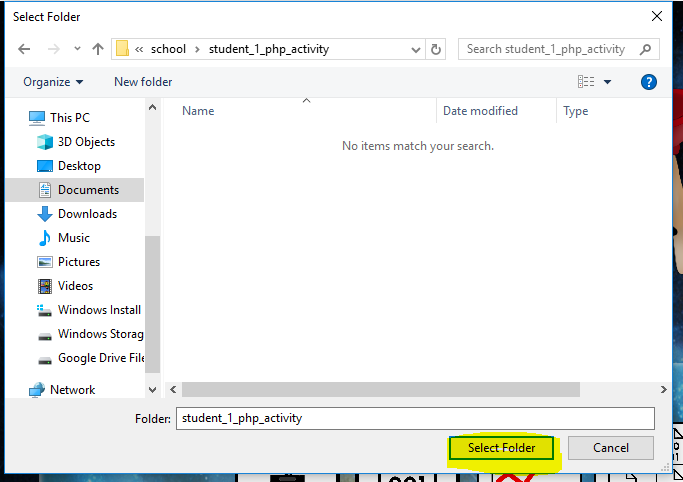 Select Folder
« school › student_1_php_activity
Search student_1_php_activity
Organize
New folder
Name
Date modified
Type
No items match your search.
This PC
3D Objects
Desktop
Documents
Downloads
Music
Pictures
Videos
Windows Install
Windows Storag
Google Drive File
Network
Folder: student_1_php_activity
Select Folder
Cancel